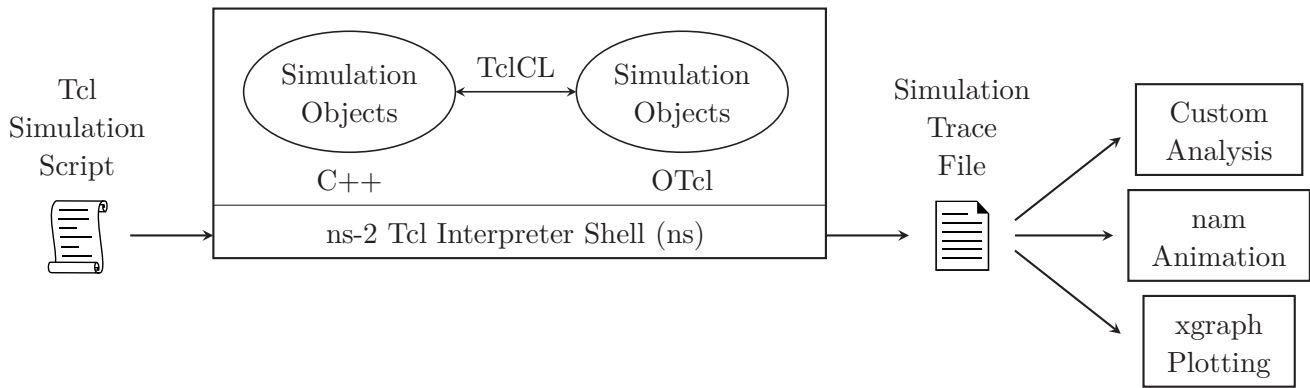 Tcl
Simulation
Script
Simulation
Objects
TclCL
Simulation
Objects
C++
OTcl
ns-2 Tcl Interpreter Shell (ns)
Simulation
Trace
File
Custom
Analysis
nam
Animation
xgraph
Plotting